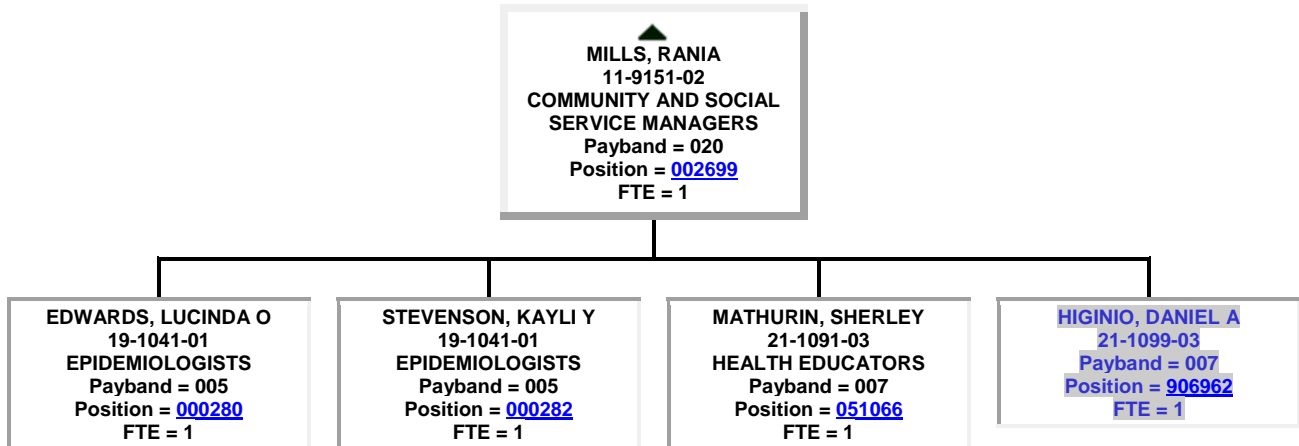 MILLS, RANIA
11-9151-02
COMMUNITY AND SOCIAL
SERVICE MANAGERS
Payband = 020
Position = 002699
FTE = 1
EDWARDS, LUCINDA O
19-1041-01
EPIDEMIOLOGISTS
Payband = 005
Position = 000280
FTE = 1
STEVENSON, KAYLI Y
19-1041-01
EPIDEMIOLOGISTS
Payband = 005
Position = 000282
FTE = 1
MATHURIN, SHERLEY
21-1091-03
HEALTH EDUCATORS
Payband = 007
Position = 051066
FTE = 1
HIGINIO, DANIEL A
21-1099-03
Payband = 007
Position = 906962
FTE = 1